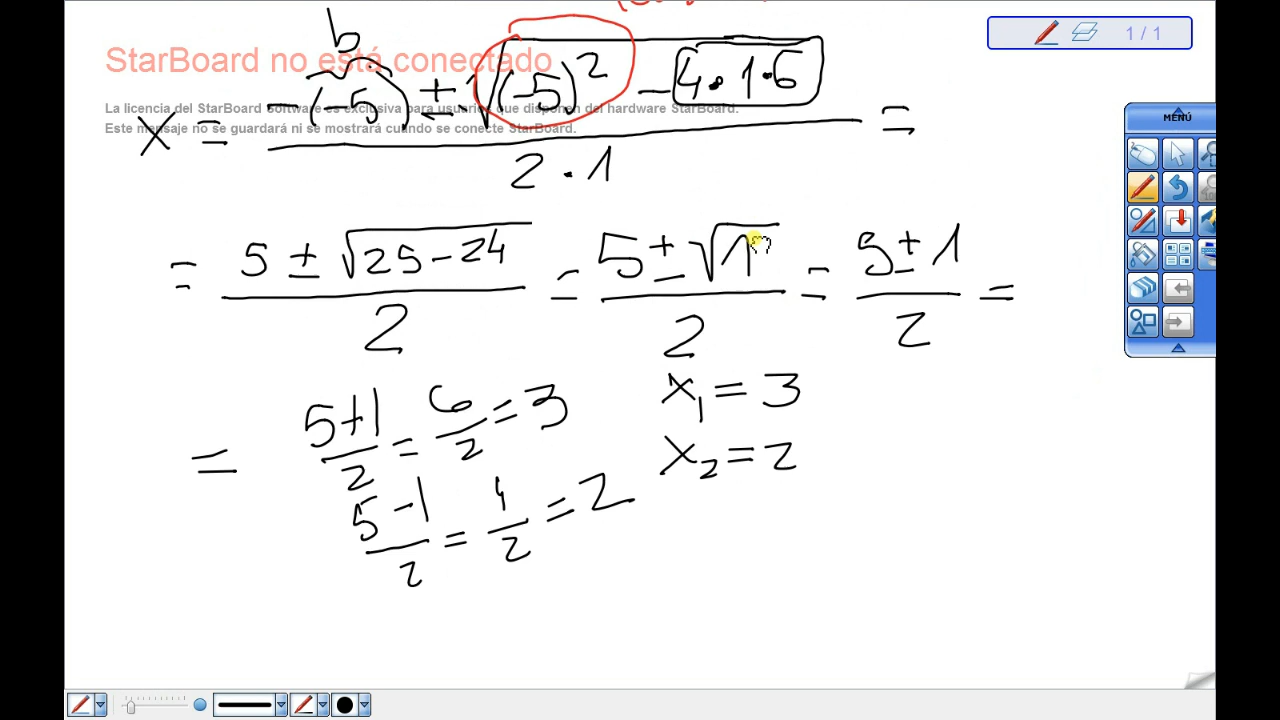 1 / 1
StarBoard no está conectado
La licencia del StarBoard Software es exclusiva para usuarios que disponen del hardware StarBoard.
Este mensaje no se guardará ni se mostrará cuando se conecte StarBoard.
MENÚ
b
x = (-(-5) ± √((-5)² - 4·1·6)) / (2·1) =
= (5 ± √(25-24)) / 2 = (5 ± √1) / 2 = (5 ± 1) / 2 =
= (5+1)/2 = 6/2 = 3
x₁ = 3
(5-1)/2 = 4/2 = 2
x₂ = 2